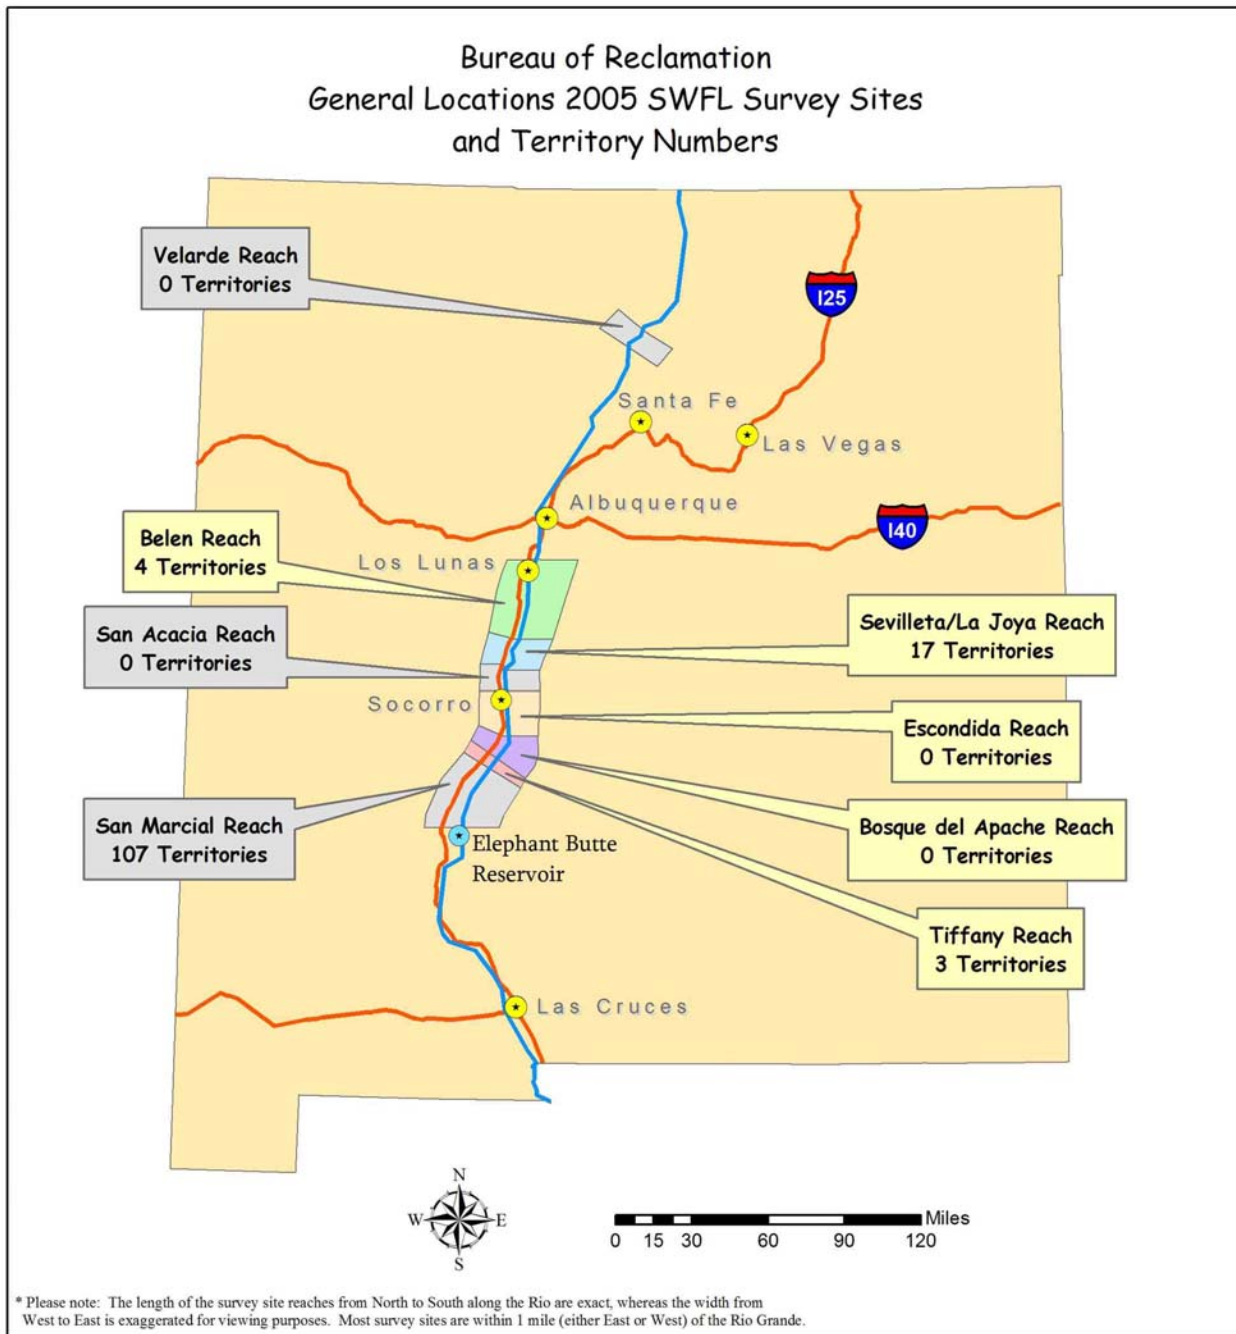 Bureau of Reclamation
General Locations 2005 SWFL Survey Sites
and Territory Numbers
Velarde Reach
0 Territories
I25
Santa Fe
Las Vegas
Albuquerque
I40
Belen Reach
4 Territories
Los Lunas
San Acacia Reach
0 Territories
Sevilleta/La Joya Reach
17 Territories
Socorro
Escondida Reach
0 Territories
San Marcial Reach
107 Territories
Bosque del Apache Reach
0 Territories
Elephant Butte
Reservoir
Tiffany Reach
3 Territories
Las Cruces
N
W E
S
Miles
0 15 30 60 90 120
* Please note: The length of the survey site reaches from North to South along the Rio are exact, whereas the width from
West to East is exaggerated for viewing purposes. Most survey sites are within 1 mile (either East or West) of the Rio Grande.